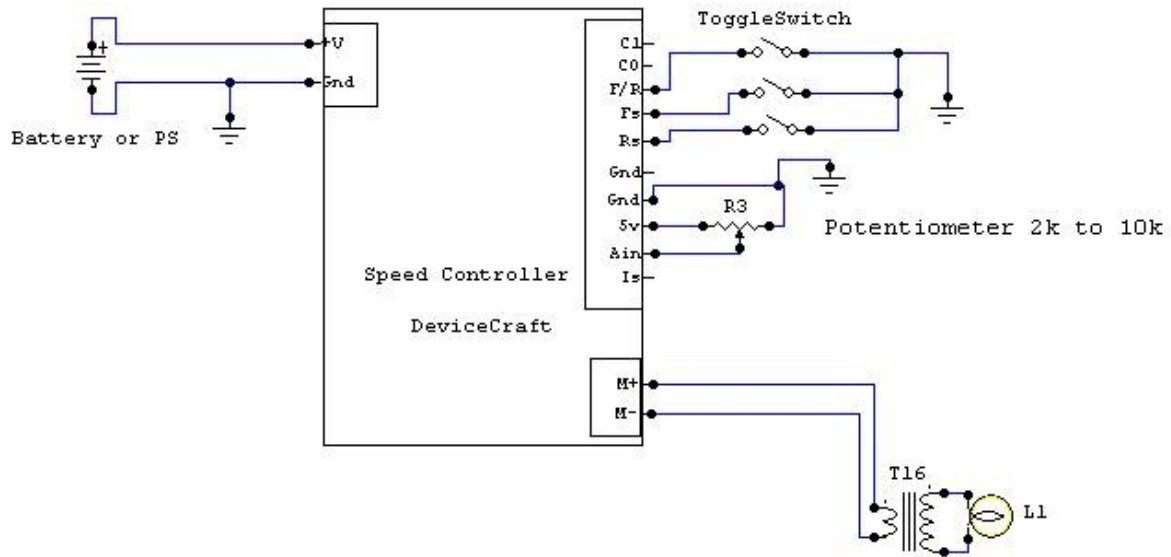 ToggleSwitch
+
+V
Gnd
Battery or PS
C1
C0
F/R
Fs
Rs
Gnd
Gnd
5v
Ain
Is
R3
Potentiometer 2k to 10k
Speed Controller
DeviceCraft
M+
M-
T16
L1